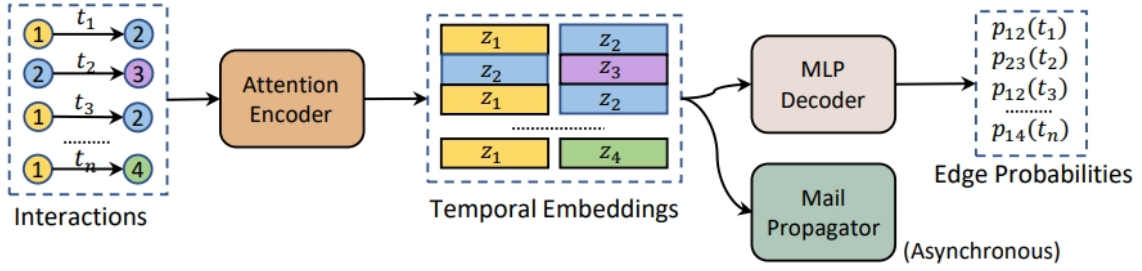 1 t₁ 2
2 t₂ 3
1 t₃ 2
........
1 tₙ 4
Interactions
Attention
Encoder
z₁ z₂
z₂ z₃
z₁ z₂
z₁ z₄
Temporal Embeddings
MLP
Decoder
Mail
Propagator
(Asynchronous)
p₁₂(t₁)
p₂₃(t₂)
p₁₂(t₃)
........
p₁₄(tₙ)
Edge Probabilities